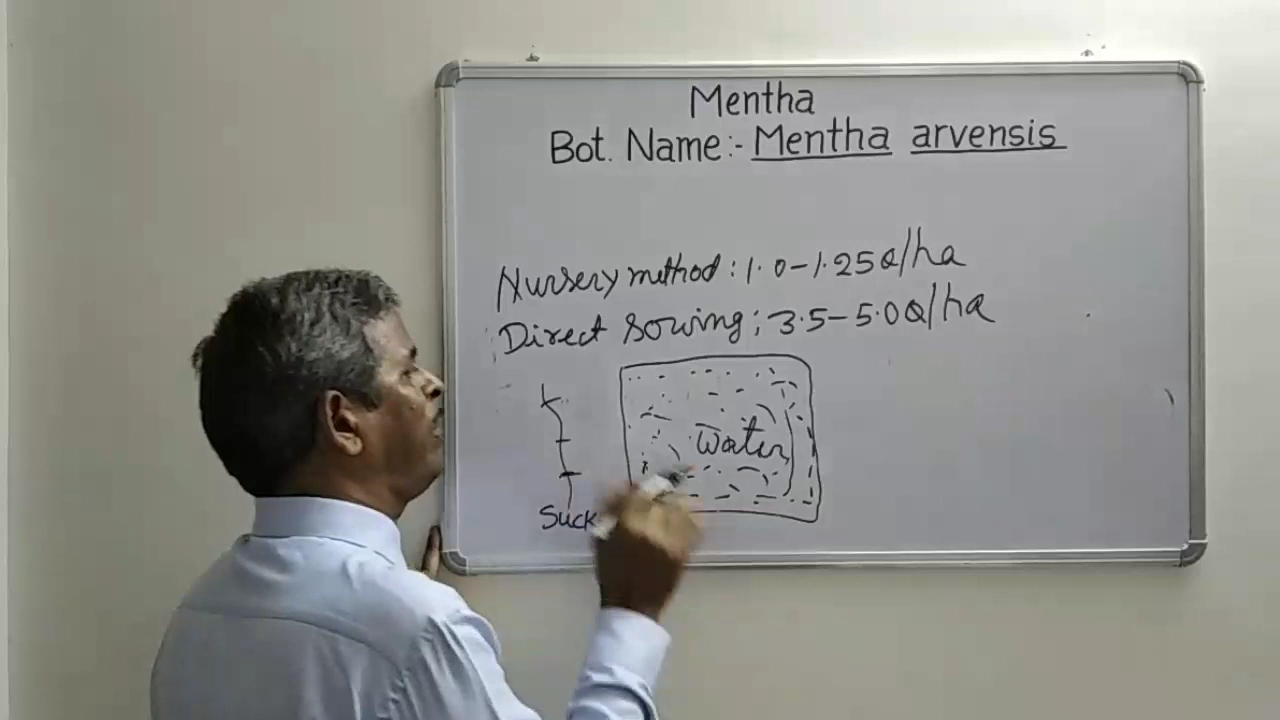 Mentha
Bot. Name:- Mentha arvensis
Nursery method : 1.0-1.25Q/ha
Direct Sowing; 3.5-5.0Q/ha
Water
Suck